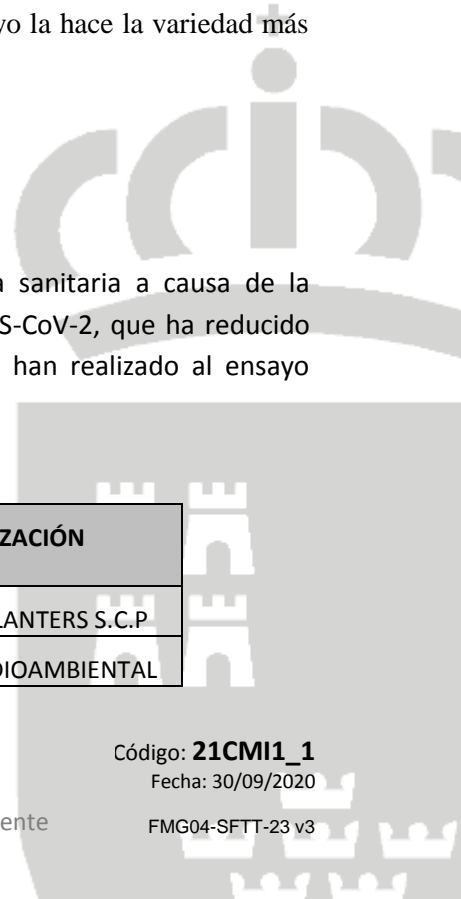 yo la hace la variedad más
a sanitaria a causa de la
S-CoV-2, que ha reducido
han realizado al ensayo
ZACIÓN
LANTERS S.C.P
DIOAMBIENTAL
Código: 21CMI1_1
Fecha: 30/09/2020
ente
FMG04-SFTT-23 v3